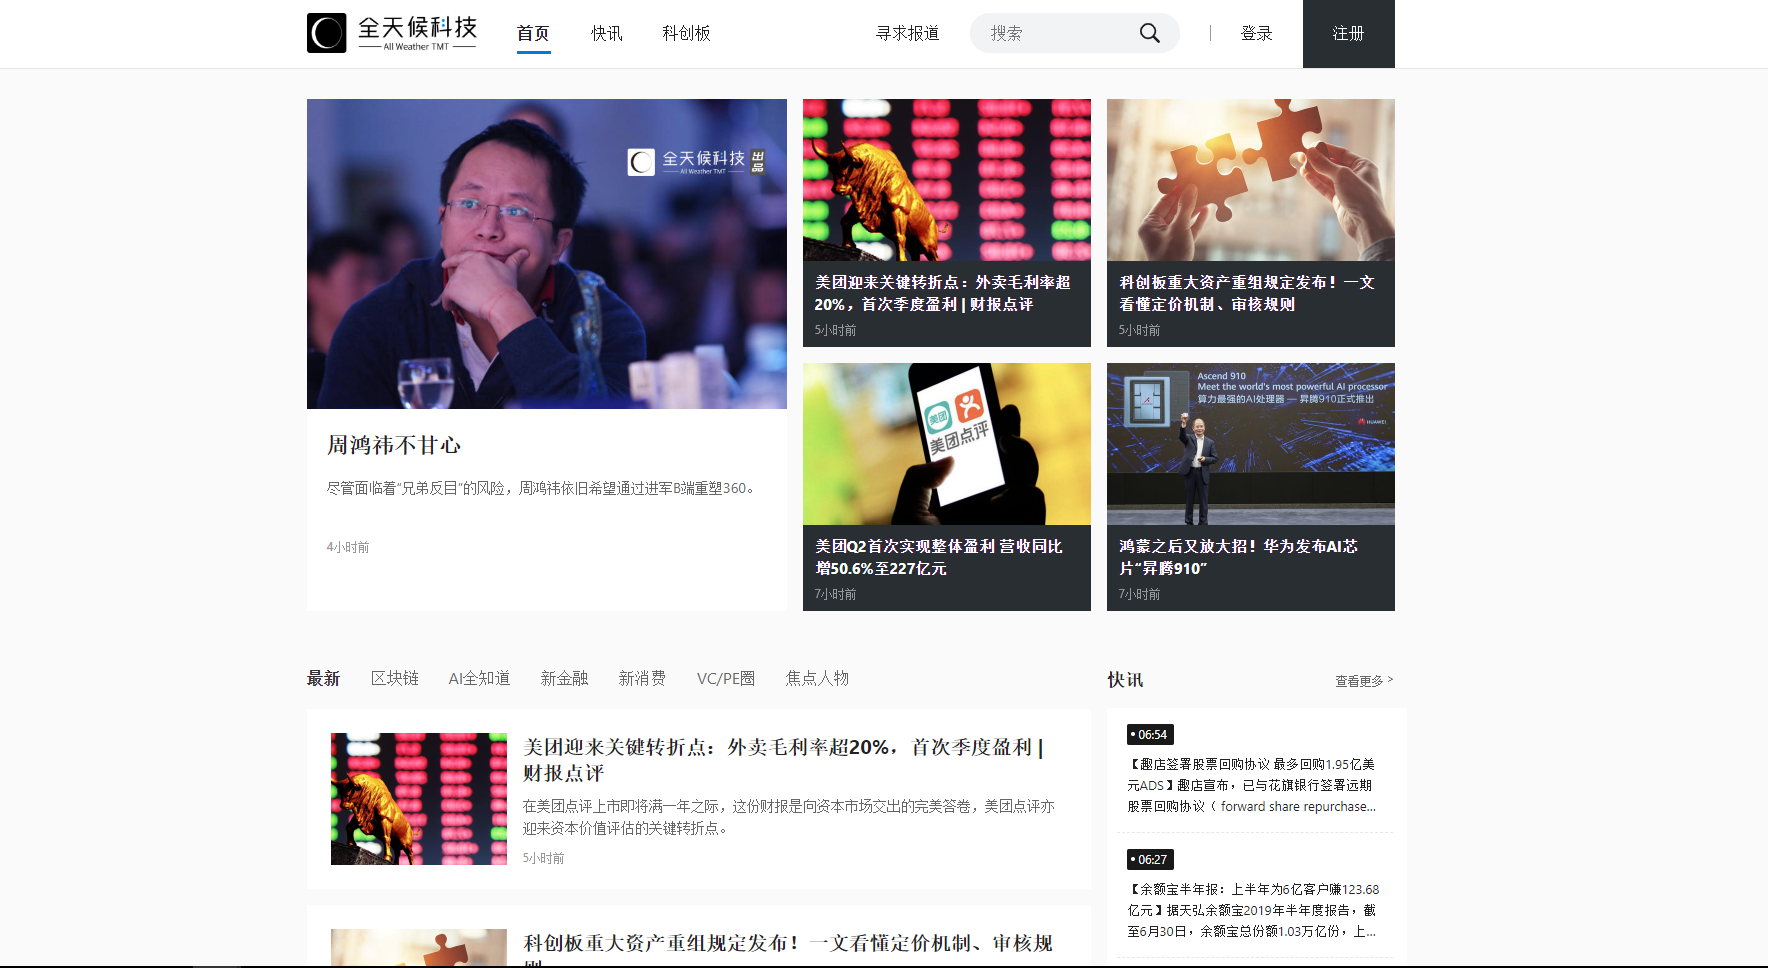 全天候科技
All Weather TMT
首页
快讯
科创板
寻求报道
搜索
登录
注册
全天候科技 出品
All Weather TMT
周鸿祎不甘心
尽管面临着“兄弟反目”的风险，周鸿祎依旧希望通过进军B端重塑360。
4小时前
美团迎来关键转折点：外卖毛利率超
20%，首次季度盈利 | 财报点评
5小时前
科创板重大资产重组规定发布！一文
看懂定价机制、审核规则
5小时前
美团
美团点评
美团Q2首次实现整体盈利 营收同比
增50.6%至227亿元
7小时前
Ascend 910
Meet the world's most powerful AI processor
算力最强的AI处理器 — 昇腾910正式推出
HUAWEI
鸿蒙之后又放大招！华为发布AI芯
片“昇腾910”
7小时前
最新
区块链
AI全知道
新金融
新消费
VC/PE圈
焦点人物
美团迎来关键转折点：外卖毛利率超20%，首次季度盈利 |
财报点评
在美团点评上市即将满一年之际，这份财报是向资本市场交出的完美答卷，美团点评亦
迎来资本价值评估的关键转折点。
5小时前
科创板重大资产重组规定发布！一文看懂定价机制、审核规
快讯
查看更多 >
• 06:54
【趣店签署股票回购协议 最多回购1.95亿美
元ADS】趣店宣布，已与花旗银行签署远期
股票回购协议（ forward share repurchase...
• 06:27
【余额宝半年报：上半年为6亿客户赚123.68
亿元】据天弘余额宝2019年半年度报告，截
至6月30日，余额宝总份额1.03万亿份，上...